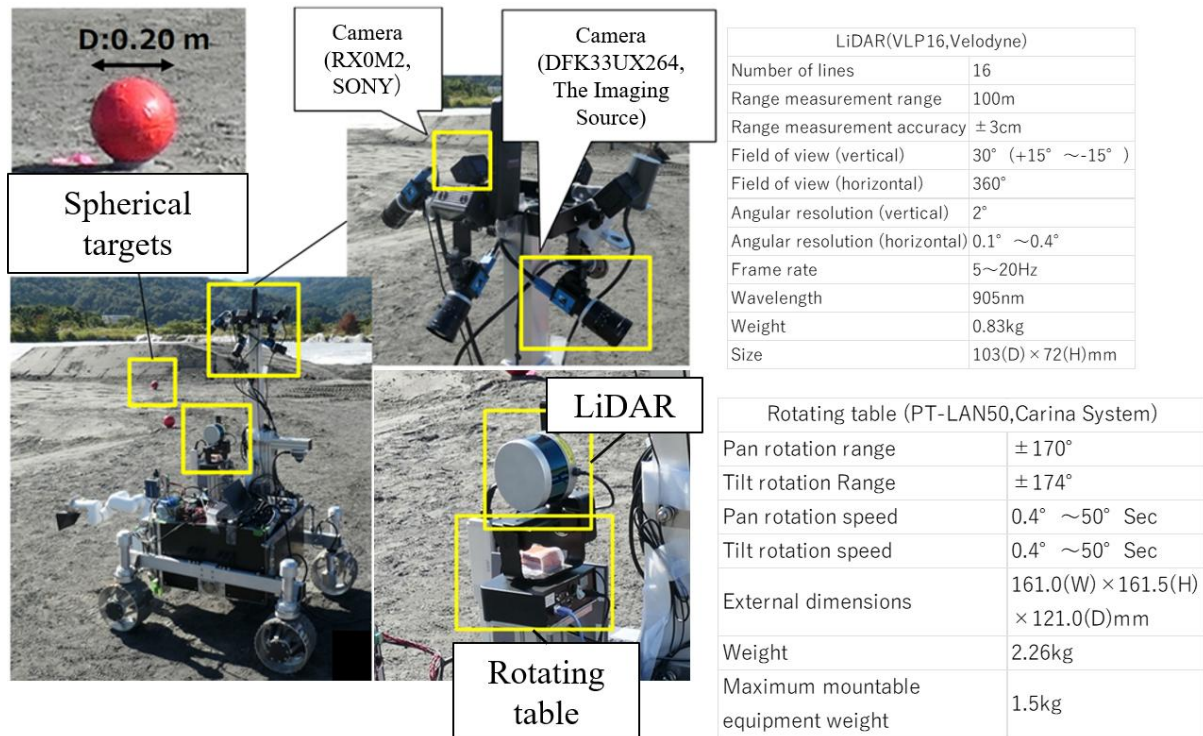 D:0.20 m
Spherical
targets
Camera
(RX0M2,
SONY）
Camera
(DFK33UX264,
The Imaging
Source)
LiDAR
Rotating
table
LiDAR(VLP16,Velodyne)
Number of lines 16
Range measurement range 100m
Range measurement accuracy ±3cm
Field of view (vertical) 30° (+15° ～-15° )
Field of view (horizontal) 360°
Angular resolution (vertical) 2°
Angular resolution (horizontal) 0.1° ～0.4°
Frame rate 5～20Hz
Wavelength 905nm
Weight 0.83kg
Size 103(D)×72(H)mm
Rotating table (PT-LAN50,Carina System)
Pan rotation range ±170°
Tilt rotation Range ±174°
Pan rotation speed 0.4° ～50° Sec
Tilt rotation speed 0.4° ～50° Sec
External dimensions 161.0(W)×161.5(H)
×121.0(D)mm
Weight 2.26kg
Maximum mountable
equipment weight 1.5kg